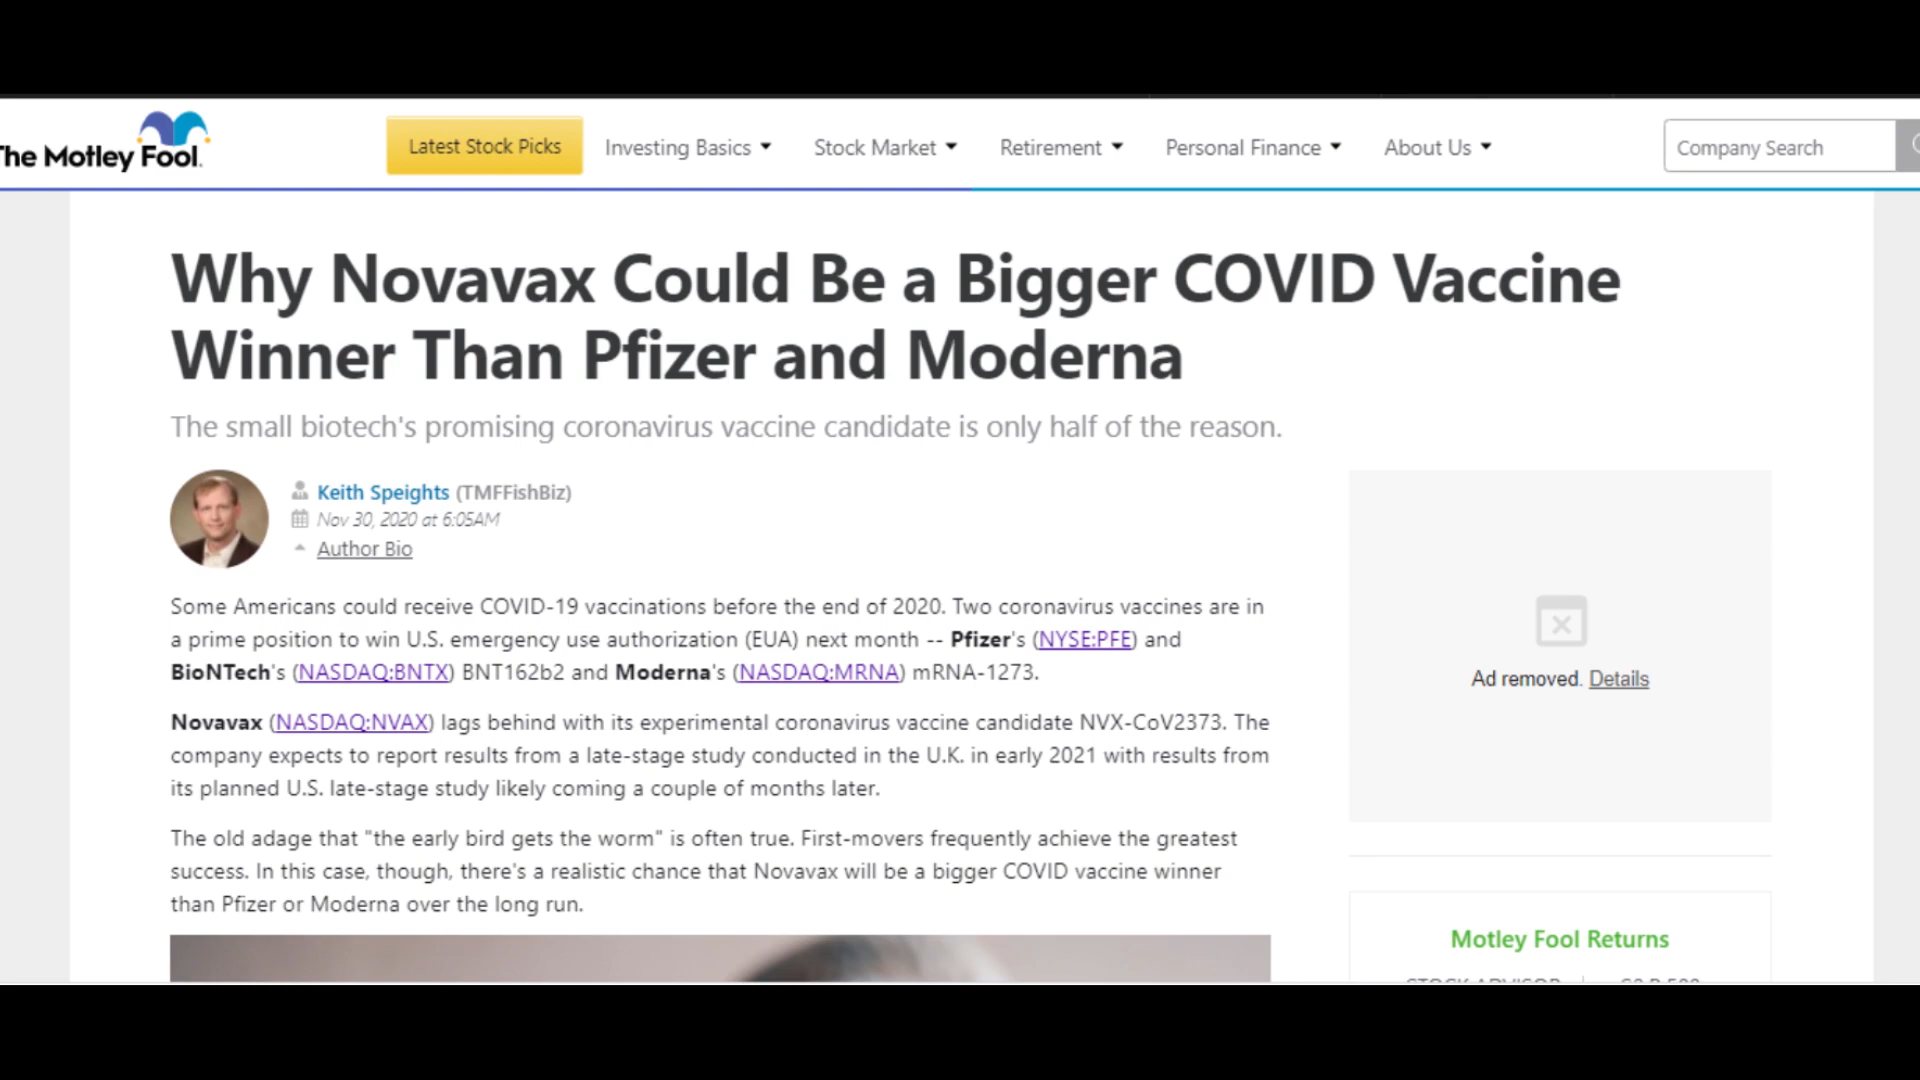 The Motley Fool.
Latest Stock Picks
Investing Basics
Stock Market
Retirement
Personal Finance
About Us
Company Search
Why Novavax Could Be a Bigger COVID Vaccine
Winner Than Pfizer and Moderna
The small biotech's promising coronavirus vaccine candidate is only half of the reason.
Keith Speights (TMFFishBiz)
Nov 30, 2020 at 6:05AM
Author Bio
Some Americans could receive COVID-19 vaccinations before the end of 2020. Two coronavirus vaccines are in
a prime position to win U.S. emergency use authorization (EUA) next month -- Pfizer's (NYSE:PFE) and
BioNTech's (NASDAQ:BNTX) BNT162b2 and Moderna's (NASDAQ:MRNA) mRNA-1273.
Novavax (NASDAQ:NVAX) lags behind with its experimental coronavirus vaccine candidate NVX-CoV2373. The
company expects to report results from a late-stage study conducted in the U.K. in early 2021 with results from
its planned U.S. late-stage study likely coming a couple of months later.
The old adage that "the early bird gets the worm" is often true. First-movers frequently achieve the greatest
success. In this case, though, there's a realistic chance that Novavax will be a bigger COVID vaccine winner
than Pfizer or Moderna over the long run.
Ad removed. Details
Motley Fool Returns